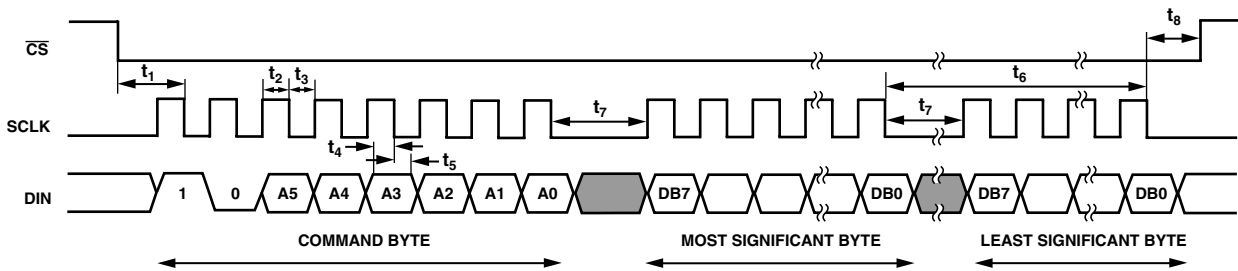 t8
CS
t1
t2
t3
t6
SCLK
t7
t7
t4
t5
DIN
1
0
A5
A4
A3
A2
A1
A0
DB7
DB0
DB7
DB0
COMMAND BYTE
MOST SIGNIFICANT BYTE
LEAST SIGNIFICANT BYTE